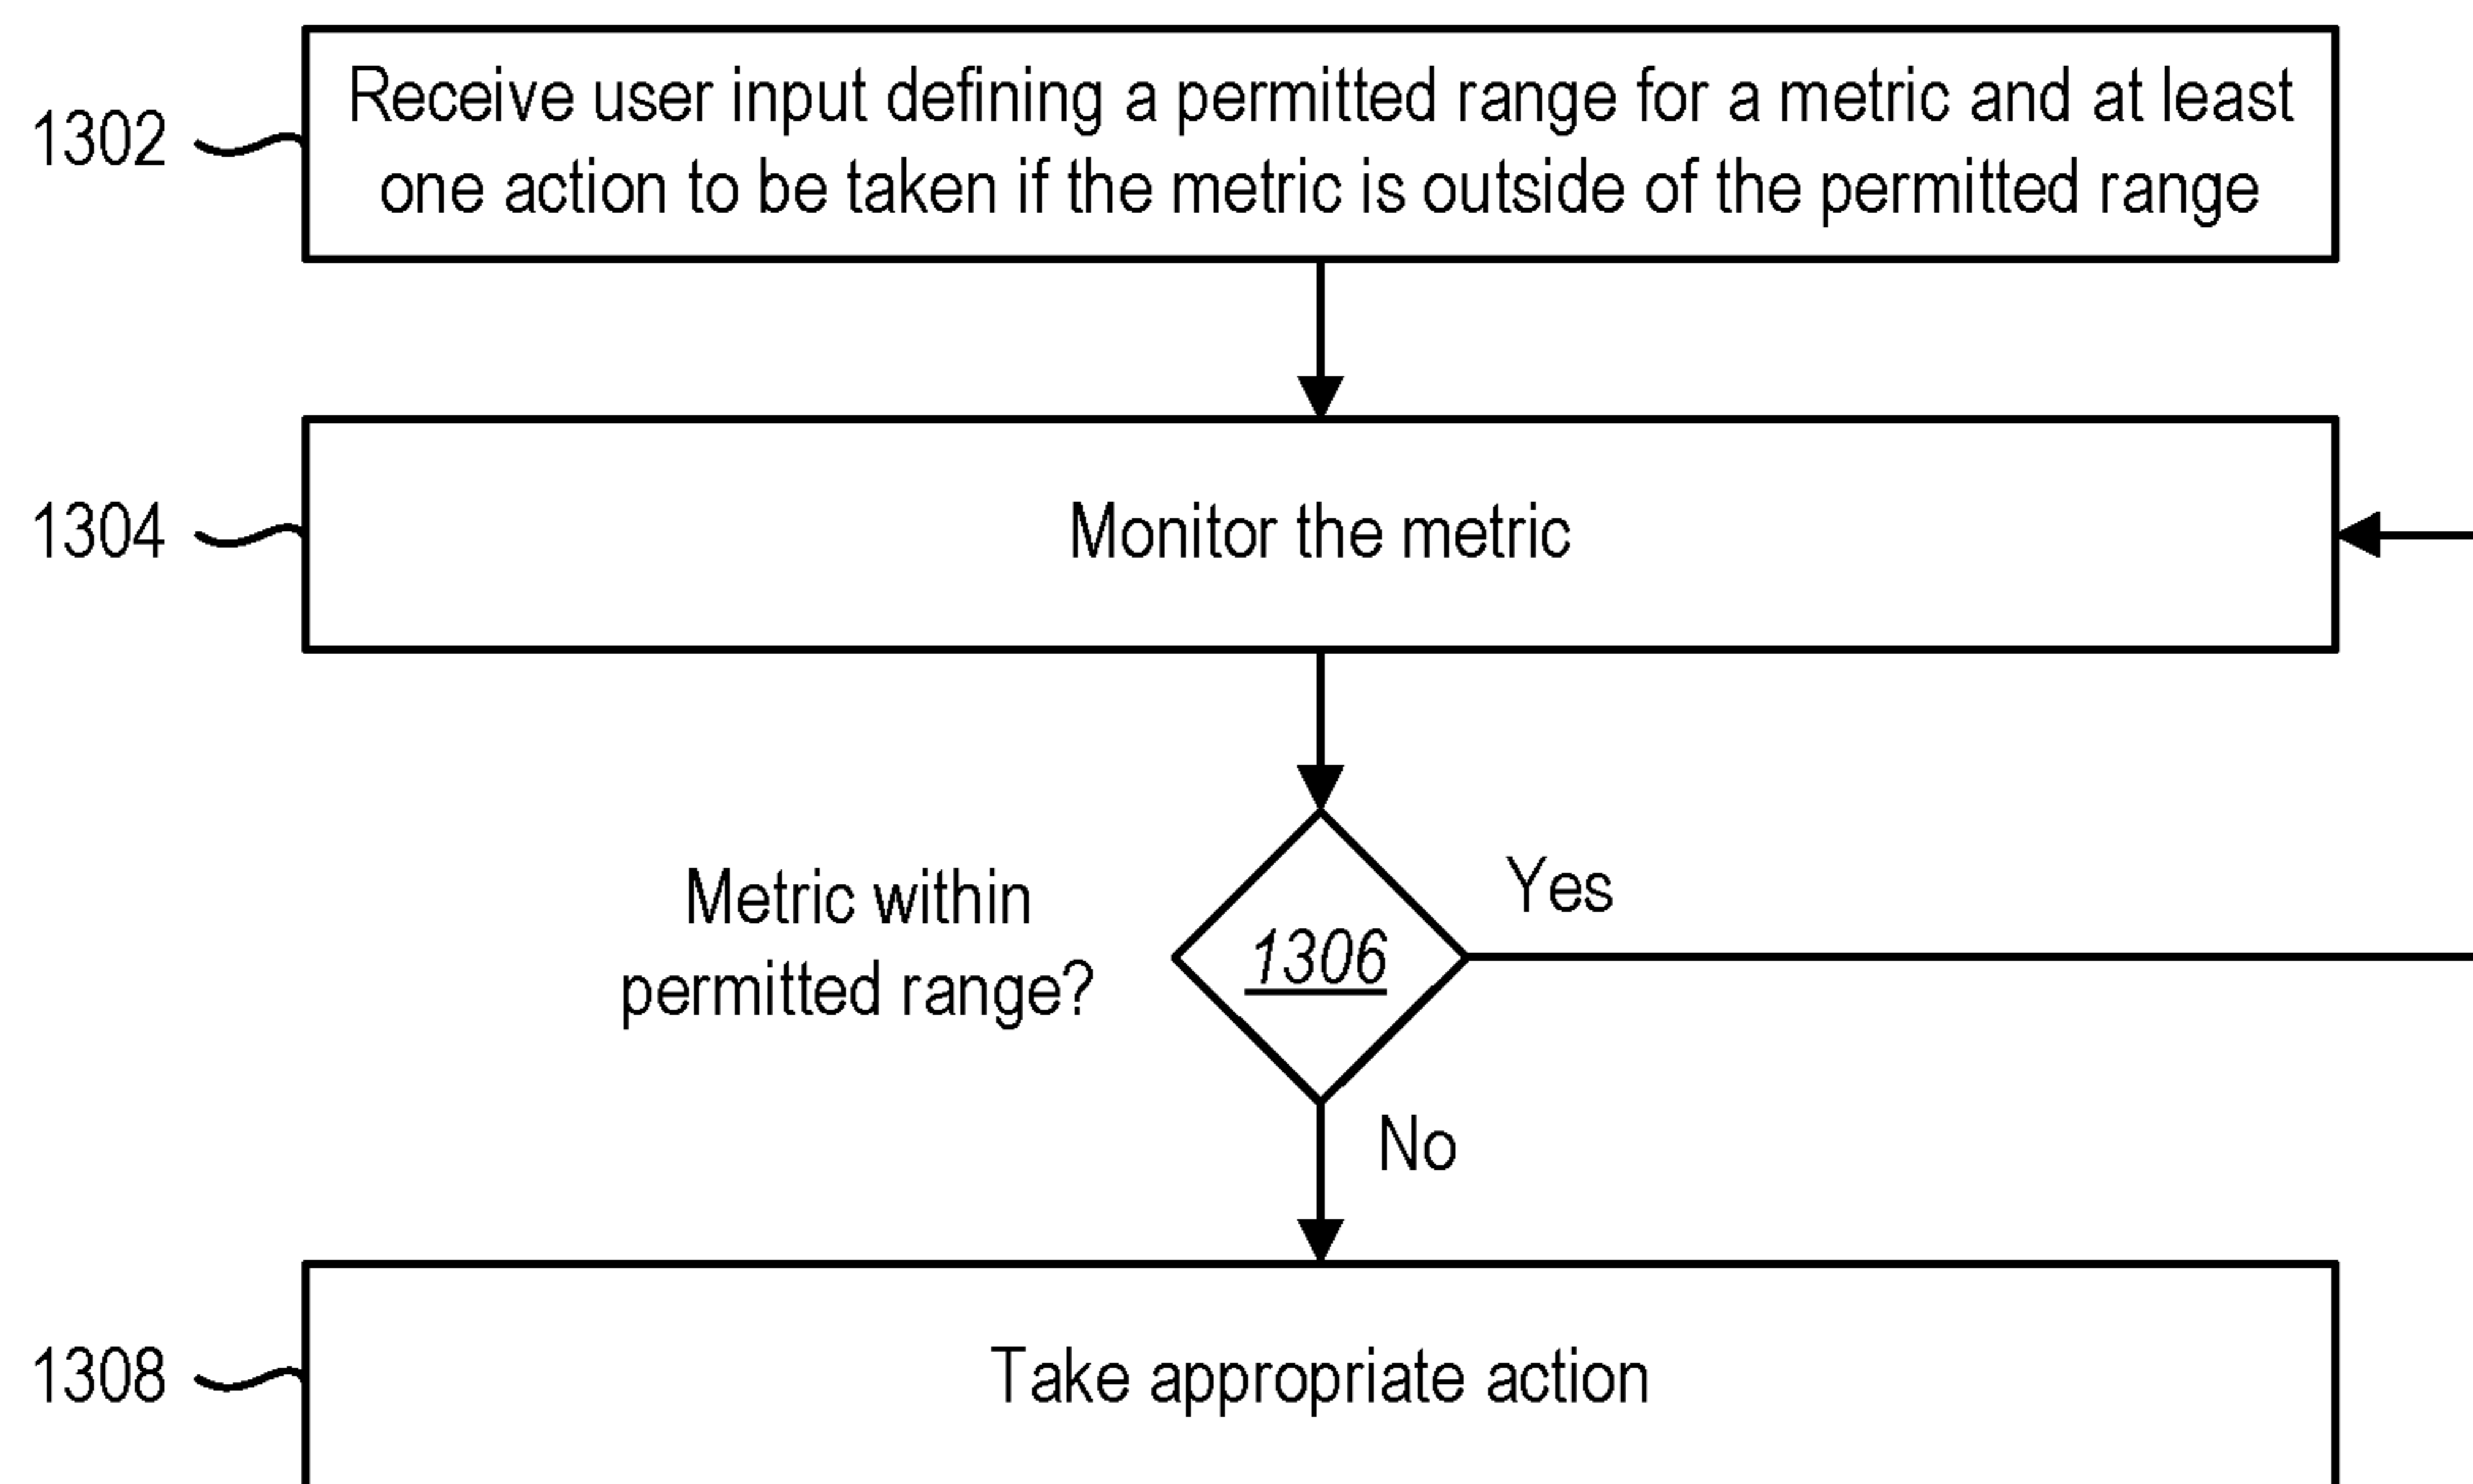 1302
Receive user input defining a permitted range for a metric and at least
one action to be taken if the metric is outside of the permitted range
1304
Monitor the metric
Metric within
permitted range?
1306
Yes
No
1308
Take appropriate action